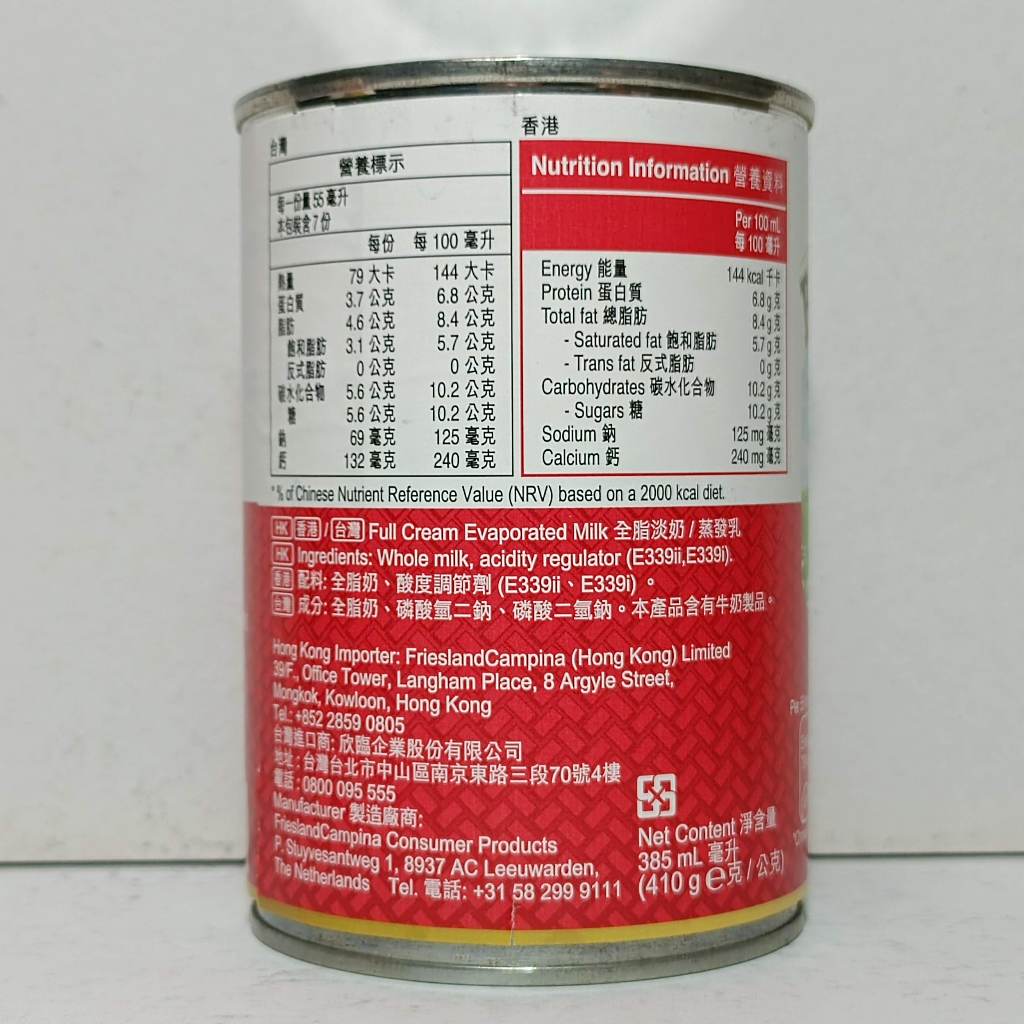 台灣
營養標示
每一份量 55 毫升
本包裝含 7 份
每份 每 100 毫升
熱量 79 大卡 144 大卡
蛋白質 3.7 公克 6.8 公克
脂肪 4.6 公克 8.4 公克
飽和脂肪 3.1 公克 5.7 公克
反式脂肪 0 公克 0 公克
碳水化合物 5.6 公克 10.2 公克
糖 5.6 公克 10.2 公克
鈉 69 毫克 125 毫克
鈣 132 毫克 240 毫克
香港
Nutrition Information 營養資料
Per 100 mL
每 100 毫升
Energy 能量 144 kcal 千卡
Protein 蛋白質 6.8 g 克
Total fat 總脂肪 8.4 g 克
- Saturated fat 飽和脂肪 5.7 g 克
- Trans fat 反式脂肪 0 g 克
Carbohydrates 碳水化合物 10.2 g 克
- Sugars 糖 10.2 g 克
Sodium 鈉 125 mg 毫克
Calcium 鈣 240 mg 毫克
* % of Chinese Nutrient Reference Value (NRV) based on a 2000 kcal diet.
HK 香港 / 台灣 Full Cream Evaporated Milk 全脂淡奶 / 蒸發乳
HK Ingredients: Whole milk, acidity regulator (E339ii,E339i).
香港 配料: 全脂奶、酸度調節劑 (E339ii、E339i) 。
台灣 成分: 全脂奶、磷酸氫二鈉、磷酸二氫鈉。本產品含有牛奶製品。
Hong Kong Importer: FrieslandCampina (Hong Kong) Limited
39/F., Office Tower, Langham Place, 8 Argyle Street,
Mongkok, Kowloon, Hong Kong
Tel.: +852 2859 0805
台灣進口商: 欣臨企業股份有限公司
地址: 台灣台北市中山區南京東路三段70號4樓
電話: 0800 095 555
Manufacturer 製造廠商:
FrieslandCampina Consumer Products
P. Stuyvesantweg 1, 8937 AC Leeuwarden,
The Netherlands Tel. 電話: +31 58 299 9111
Net Content 淨含量
385 mL 毫升
(410 g ℮ 克 / 公克)